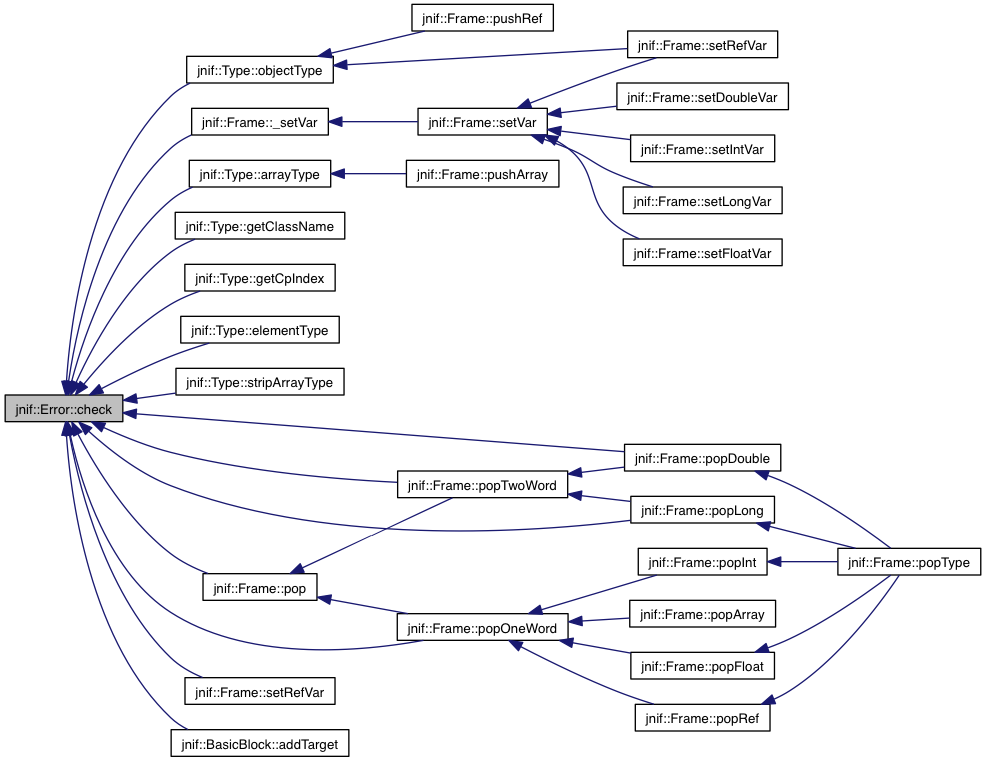 jnif::Frame::pushRef
jnif::Frame::setRefVar
jnif::Type::objectType
jnif::Frame::setDoubleVar
jnif::Frame::_setVar
jnif::Frame::setVar
jnif::Frame::setIntVar
jnif::Type::arrayType
jnif::Frame::pushArray
jnif::Frame::setLongVar
jnif::Type::getClassName
jnif::Frame::setFloatVar
jnif::Type::getCpIndex
jnif::Type::elementType
jnif::Type::stripArrayType
jnif::Error::check
jnif::Frame::popDouble
jnif::Frame::popTwoWord
jnif::Frame::popLong
jnif::Frame::popInt
jnif::Frame::popType
jnif::Frame::pop
jnif::Frame::popArray
jnif::Frame::popOneWord
jnif::Frame::popFloat
jnif::Frame::setRefVar
jnif::Frame::popRef
jnif::BasicBlock::addTarget